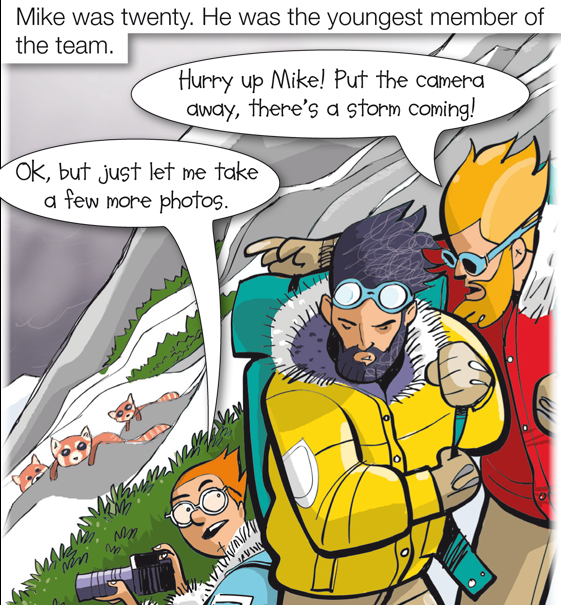 Mike was twenty. He was the youngest member of
the team.
Hurry up Mike! Put the camera
away, there's a storm coming!
OK, but just let me take
a few more photos.